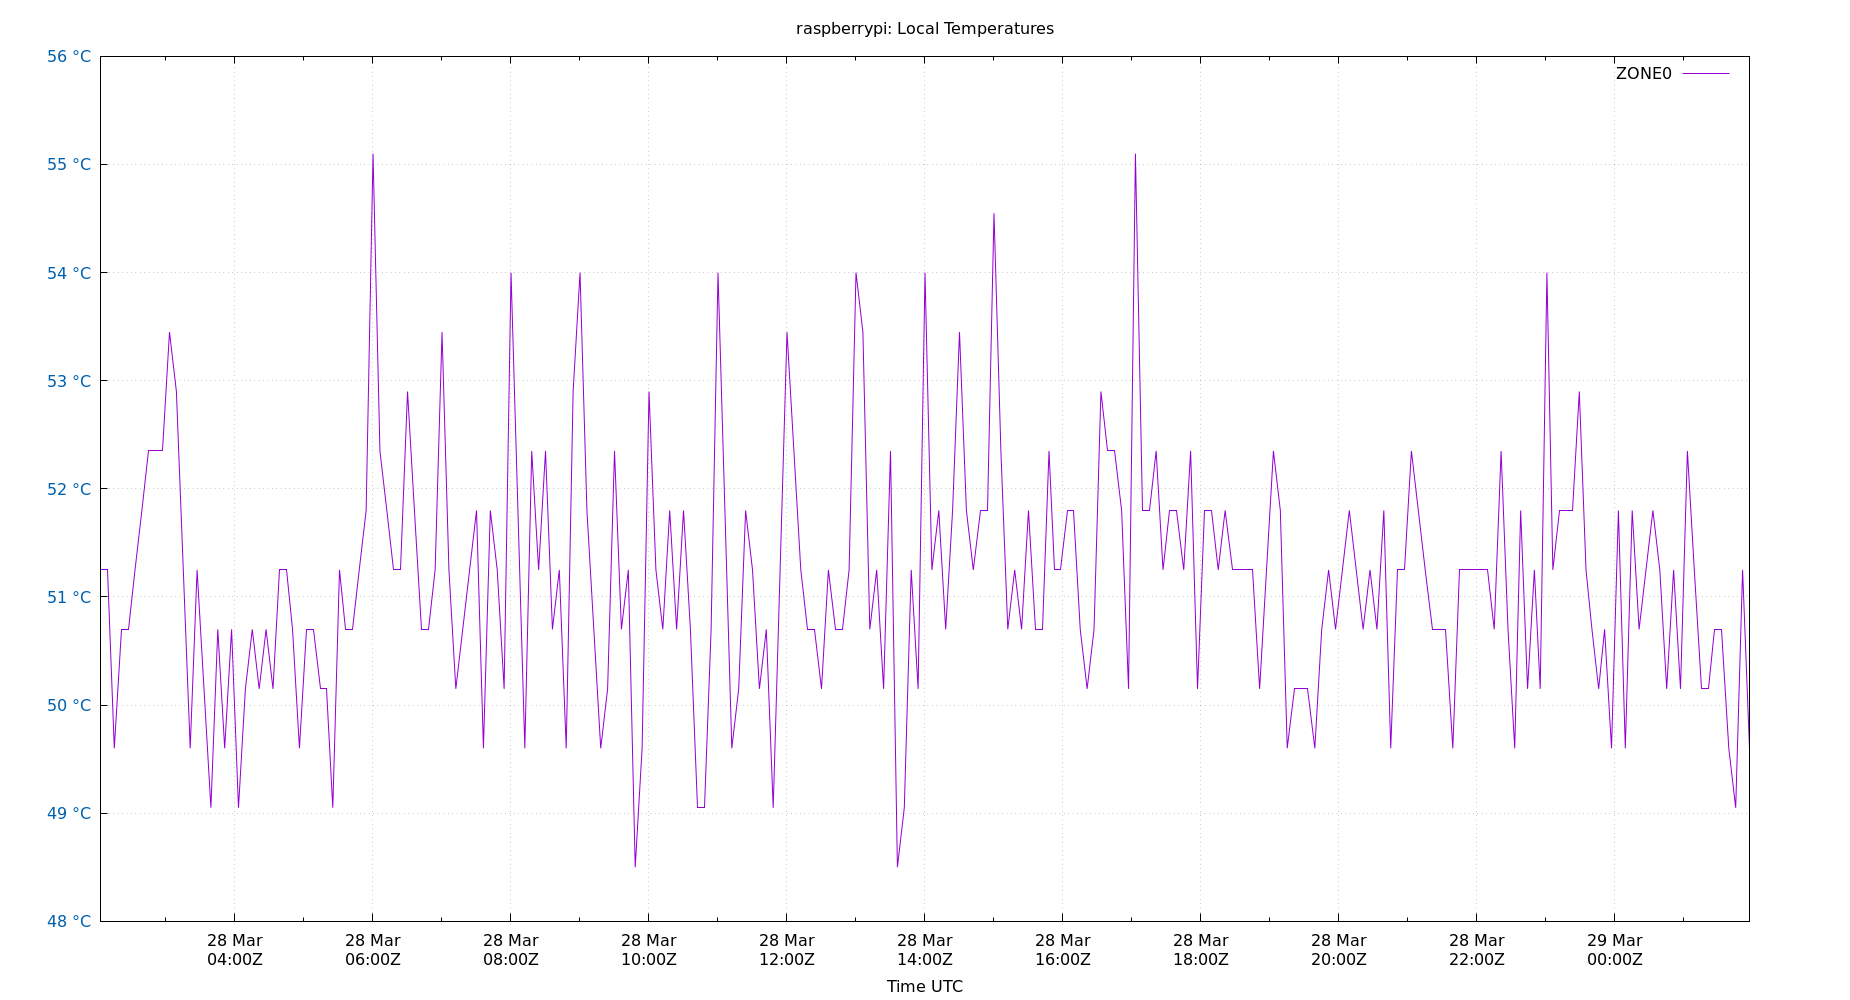 raspberrypi: Local Temperatures
ZONE0
56 °C
55 °C
54 °C
53 °C
52 °C
51 °C
50 °C
49 °C
48 °C
28 Mar 28 Mar 28 Mar 28 Mar 28 Mar 28 Mar 28 Mar 28 Mar 28 Mar 28 Mar 29 Mar
04:00Z 06:00Z 08:00Z 10:00Z 12:00Z 14:00Z 16:00Z 18:00Z 20:00Z 22:00Z 00:00Z
Time UTC